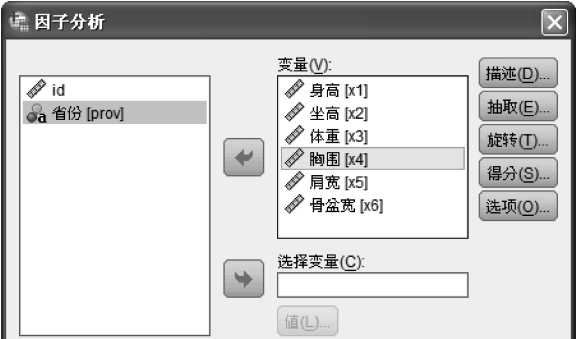 因子分析
id
省份 [prov]
变量(V):
身高 [x1]
坐高 [x2]
体重 [x3]
胸围 [x4]
肩宽 [x5]
骨盆宽 [x6]
选择变量(C):
值(L)...
描述(D)...
抽取(E)...
旋转(T)...
得分(S)...
选项(O)...